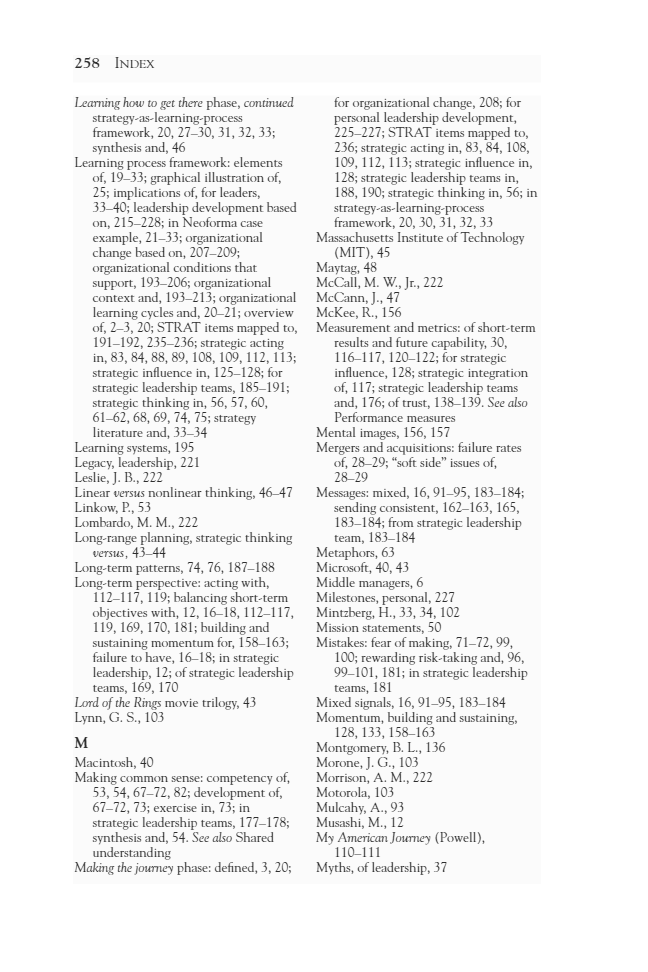 258 INDEX
Learning how to get there phase, continued
strategy-as-learning-process
framework, 20, 27–30, 31, 32, 33;
synthesis and, 46
Learning process framework: elements
of, 19–33; graphical illustration of,
25; implications of, for leaders,
33–40; leadership development based
on, 215–228; in Neoforma case
example, 21–33; organizational
change based on, 207–209;
organizational conditions that
support, 193–206; organizational
context and, 193–213; organizational
learning cycles and, 20–21; overview
of, 2–3, 20; STRAT items mapped to,
191–192, 235–236; strategic acting
in, 83, 84, 88, 89, 108, 109, 112, 113;
strategic influence in, 125–128; for
strategic leadership teams, 185–191;
strategic thinking in, 56, 57, 60,
61–62, 68, 69, 74, 75; strategy
literature and, 33–34
Learning systems, 195
Legacy, leadership, 221
Leslie, J. B., 222
Linear versus nonlinear thinking, 46–47
Linkow, P., 53
Lombardo, M. M., 222
Long-range planning, strategic thinking
versus, 43–44
Long-term patterns, 74, 76, 187–188
Long-term perspective: acting with,
112–117, 119; balancing short-term
objectives with, 12, 16–18, 112–117,
119, 169, 170, 181; building and
sustaining momentum for, 158–163;
failure to have, 16–18; in strategic
leadership, 12; of strategic leadership
teams, 169, 170
Lord of the Rings movie trilogy, 43
Lynn, G. S., 103
M
Macintosh, 40
Making common sense: competency of,
53, 54, 67–72, 82; development of,
67–72, 73; exercise in, 73; in
strategic leadership teams, 177–178;
synthesis and, 54. See also Shared
understanding
Making the journey phase: defined, 3, 20;
for organizational change, 208; for
personal leadership development,
225–227; STRAT items mapped to,
236; strategic acting in, 83, 84, 108,
109, 112, 113; strategic influence in,
128; strategic leadership teams in,
188, 190; strategic thinking in, 56; in
strategy-as-learning-process
framework, 20, 30, 31, 32, 33
Massachusetts Institute of Technology
(MIT), 45
Maytag, 48
McCall, M. W., Jr., 222
McCann, J., 47
McKee, R., 156
Measurement and metrics: of short-term
results and future capability, 30,
116–117, 120–122; for strategic
influence, 128; strategic integration
of, 117; strategic leadership teams
and, 176; of trust, 138–139. See also
Performance measures
Mental images, 156, 157
Mergers and acquisitions: failure rates
of, 28–29; “soft side” issues of,
28–29
Messages: mixed, 16, 91–95, 183–184;
sending consistent, 162–163, 165,
183–184; from strategic leadership
team, 183–184
Metaphors, 63
Microsoft, 40, 43
Middle managers, 6
Milestones, personal, 227
Mintzberg, H., 33, 34, 102
Mission statements, 50
Mistakes: fear of making, 71–72, 99,
100; rewarding risk-taking and, 96,
99–101, 181; in strategic leadership
teams, 181
Mixed signals, 16, 91–95, 183–184
Momentum, building and sustaining,
128, 133, 158–163
Montgomery, B. L., 136
Morone, J. G., 103
Morrison, A. M., 222
Motorola, 103
Mulcahy, A., 93
Musashi, M., 12
My American Journey (Powell),
110–111
Myths, of leadership, 37